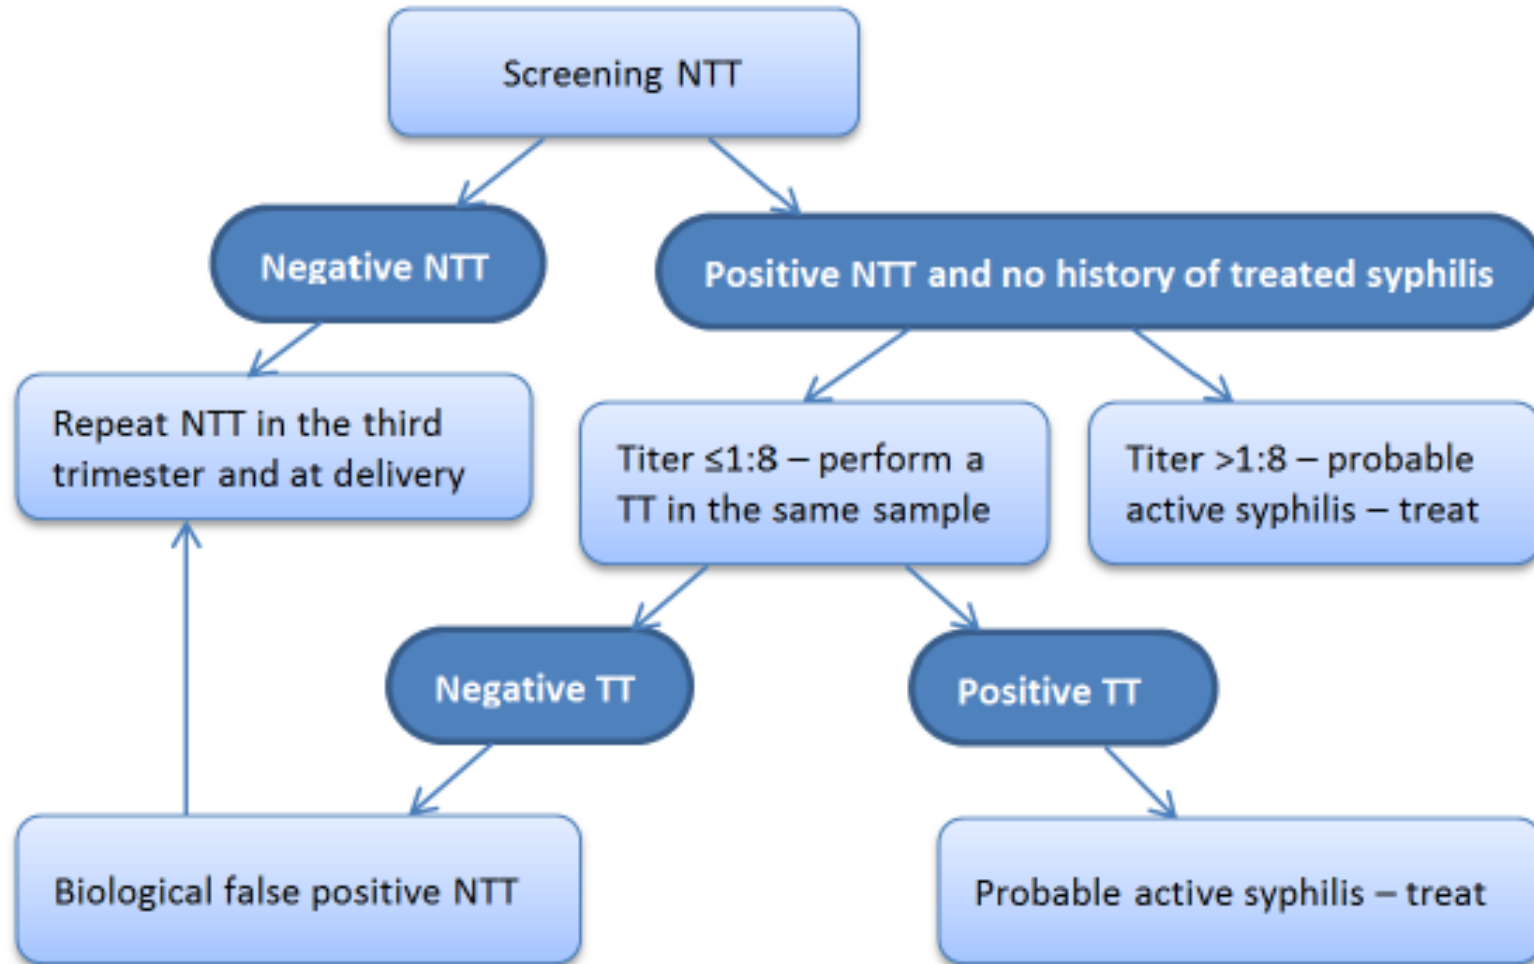 Screening NTT
Negative NTT
Positive NTT and no history of treated syphilis
Repeat NTT in the third
trimester and at delivery
Titer ≤1:8 – perform a
TT in the same sample
Titer >1:8 – probable
active syphilis – treat
Negative TT
Positive TT
Biological false positive NTT
Probable active syphilis – treat